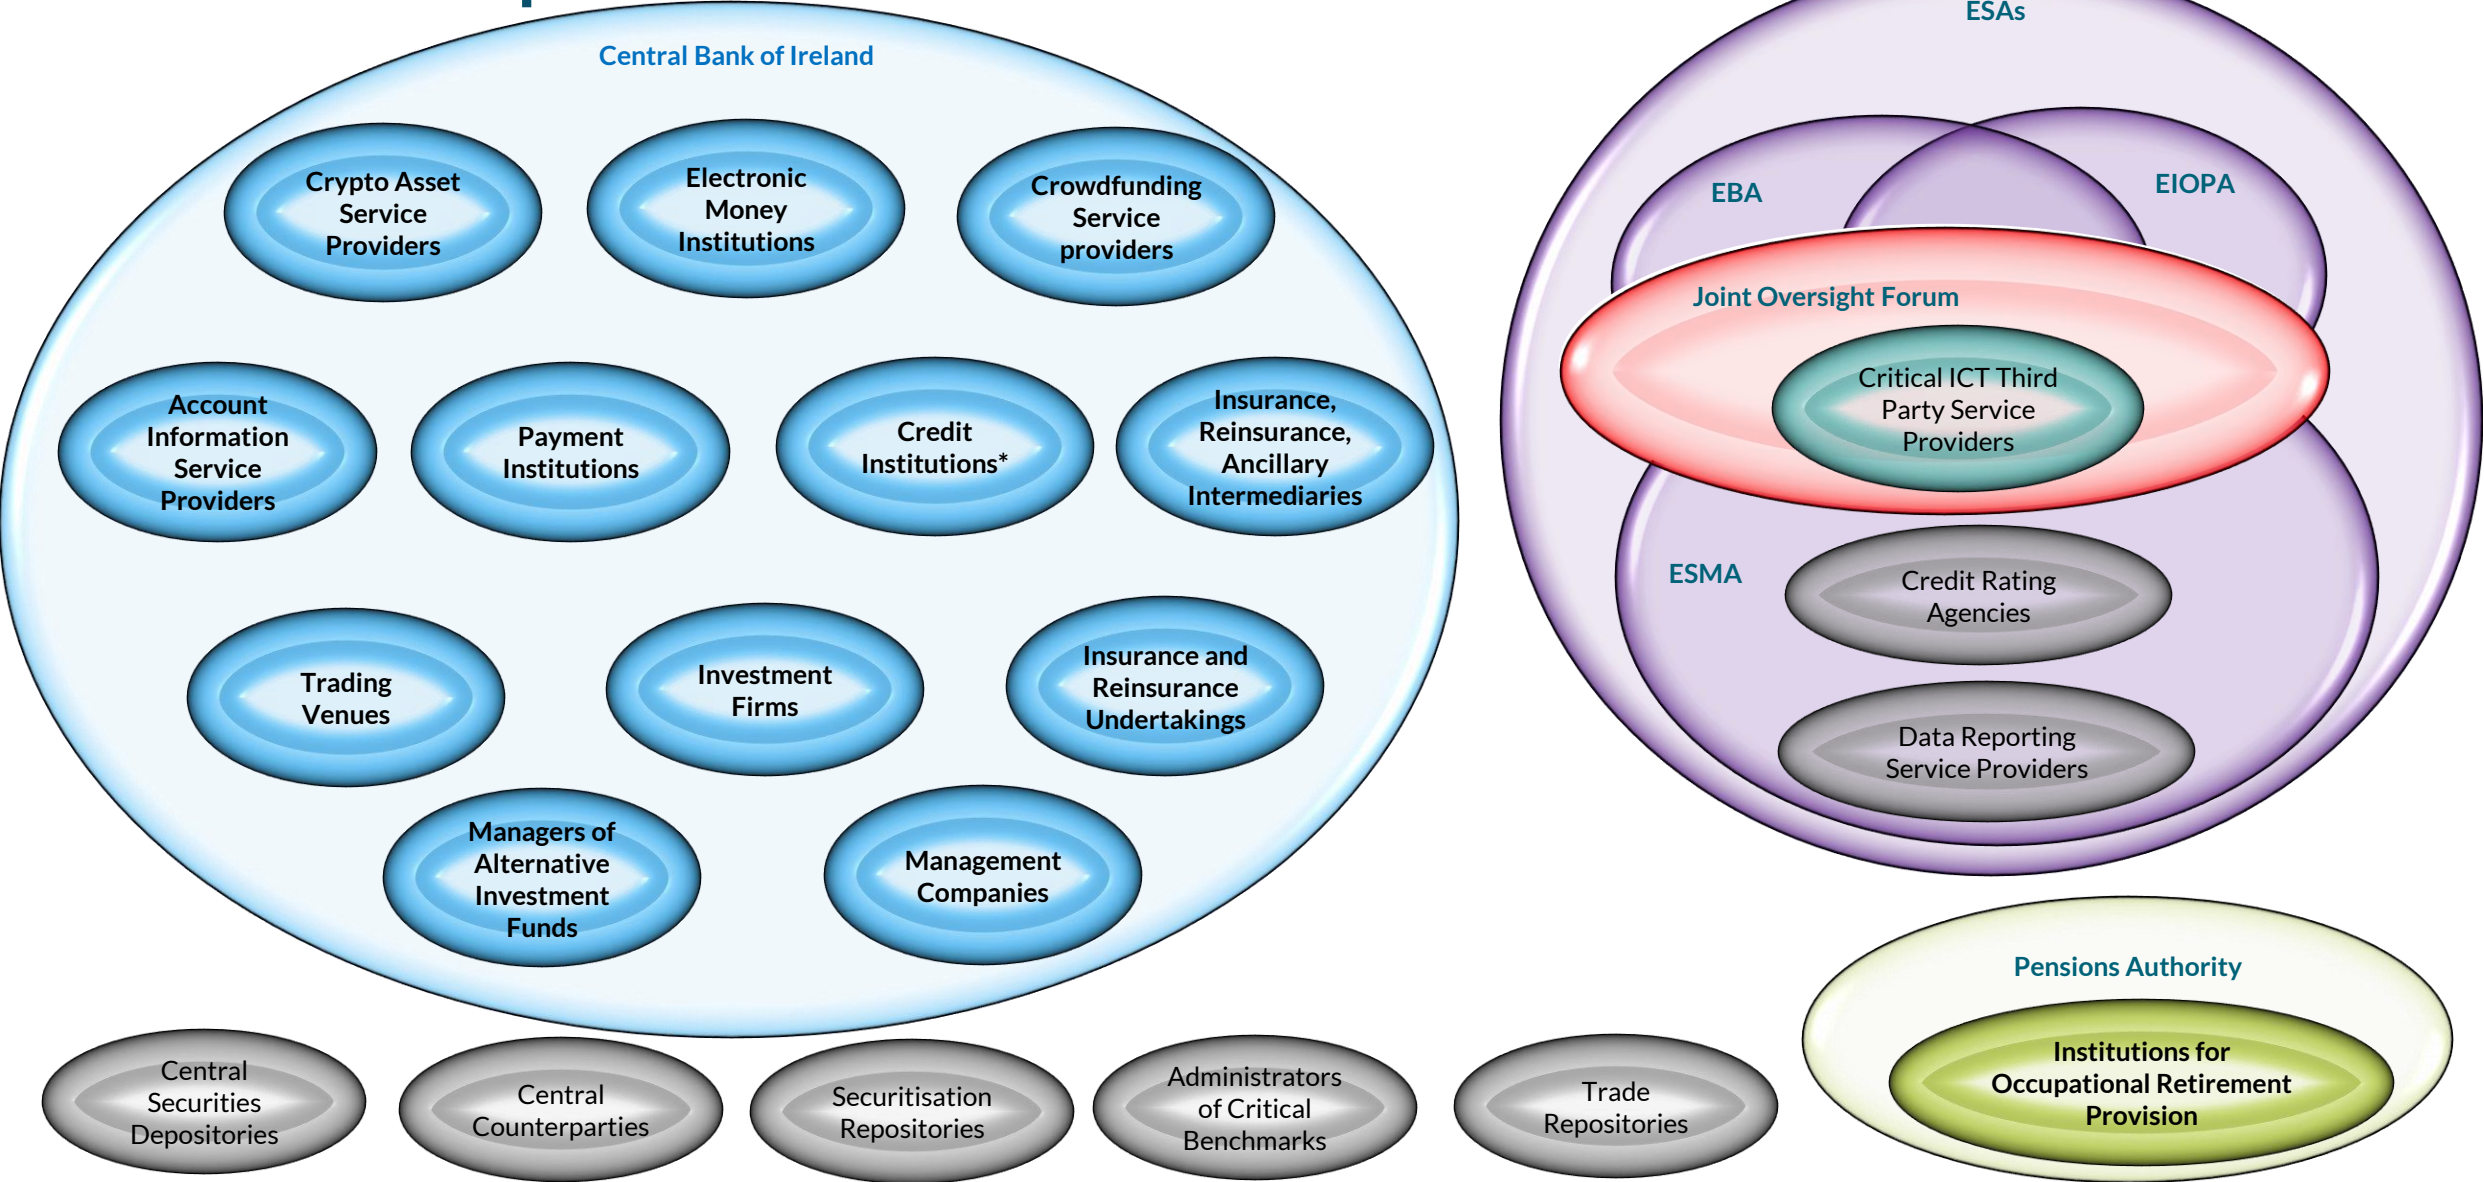 Central Bank of Ireland
Crypto Asset
Service
Providers
Electronic
Money
Institutions
Crowdfunding
Service
providers
Account
Information
Service
Providers
Payment
Institutions
Credit
Institutions*
Insurance,
Reinsurance,
Ancillary
Intermediaries
Trading
Venues
Investment
Firms
Insurance and
Reinsurance
Undertakings
Managers of
Alternative
Investment
Funds
Management
Companies
ESAs
EBA
EIOPA
Joint Oversight Forum
Critical ICT Third
Party Service
Providers
ESMA
Credit Rating
Agencies
Data Reporting
Service Providers
Pensions Authority
Institutions for
Occupational Retirement
Provision
Central
Securities
Depositories
Central
Counterparties
Securitisation
Repositories
Administrators
of Critical
Benchmarks
Trade
Repositories